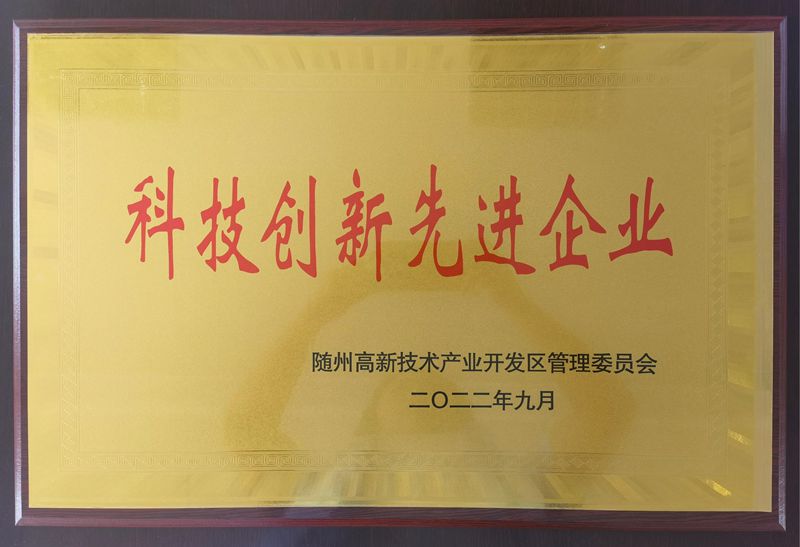 科技创新先进企业
随州高新技术产业开发区管理委员会
二〇二二年九月